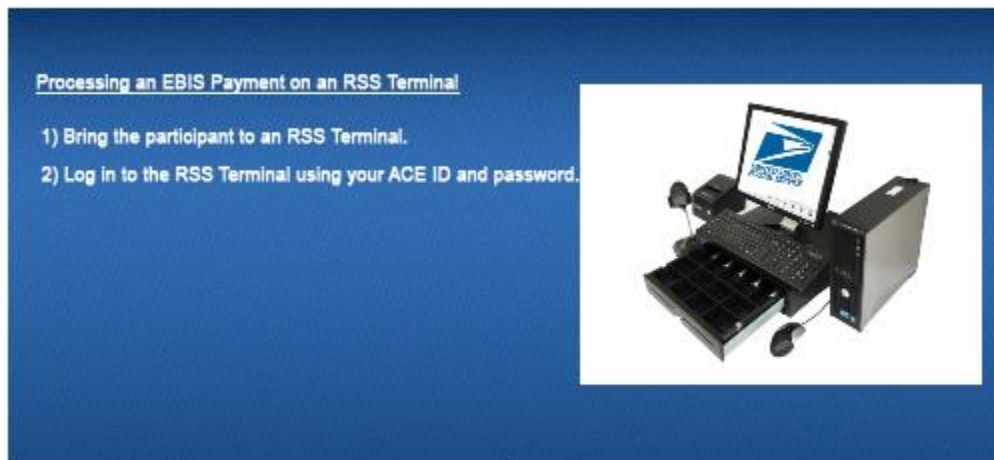 Processing an EBIS Payment on an RSS Terminal
1) Bring the participant to an RSS Terminal.
2) Log in to the RSS Terminal using your ACE ID and password.